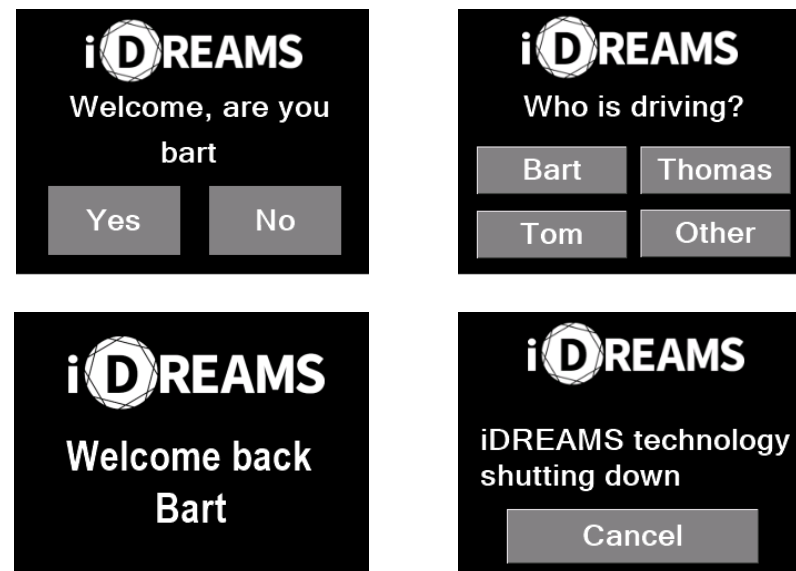 iDREAMS
Welcome, are you
bart
Yes No
iDREAMS
Who is driving?
Bart Thomas
Tom Other
iDREAMS
Welcome back
Bart
iDREAMS
iDREAMS technology
shutting down
Cancel